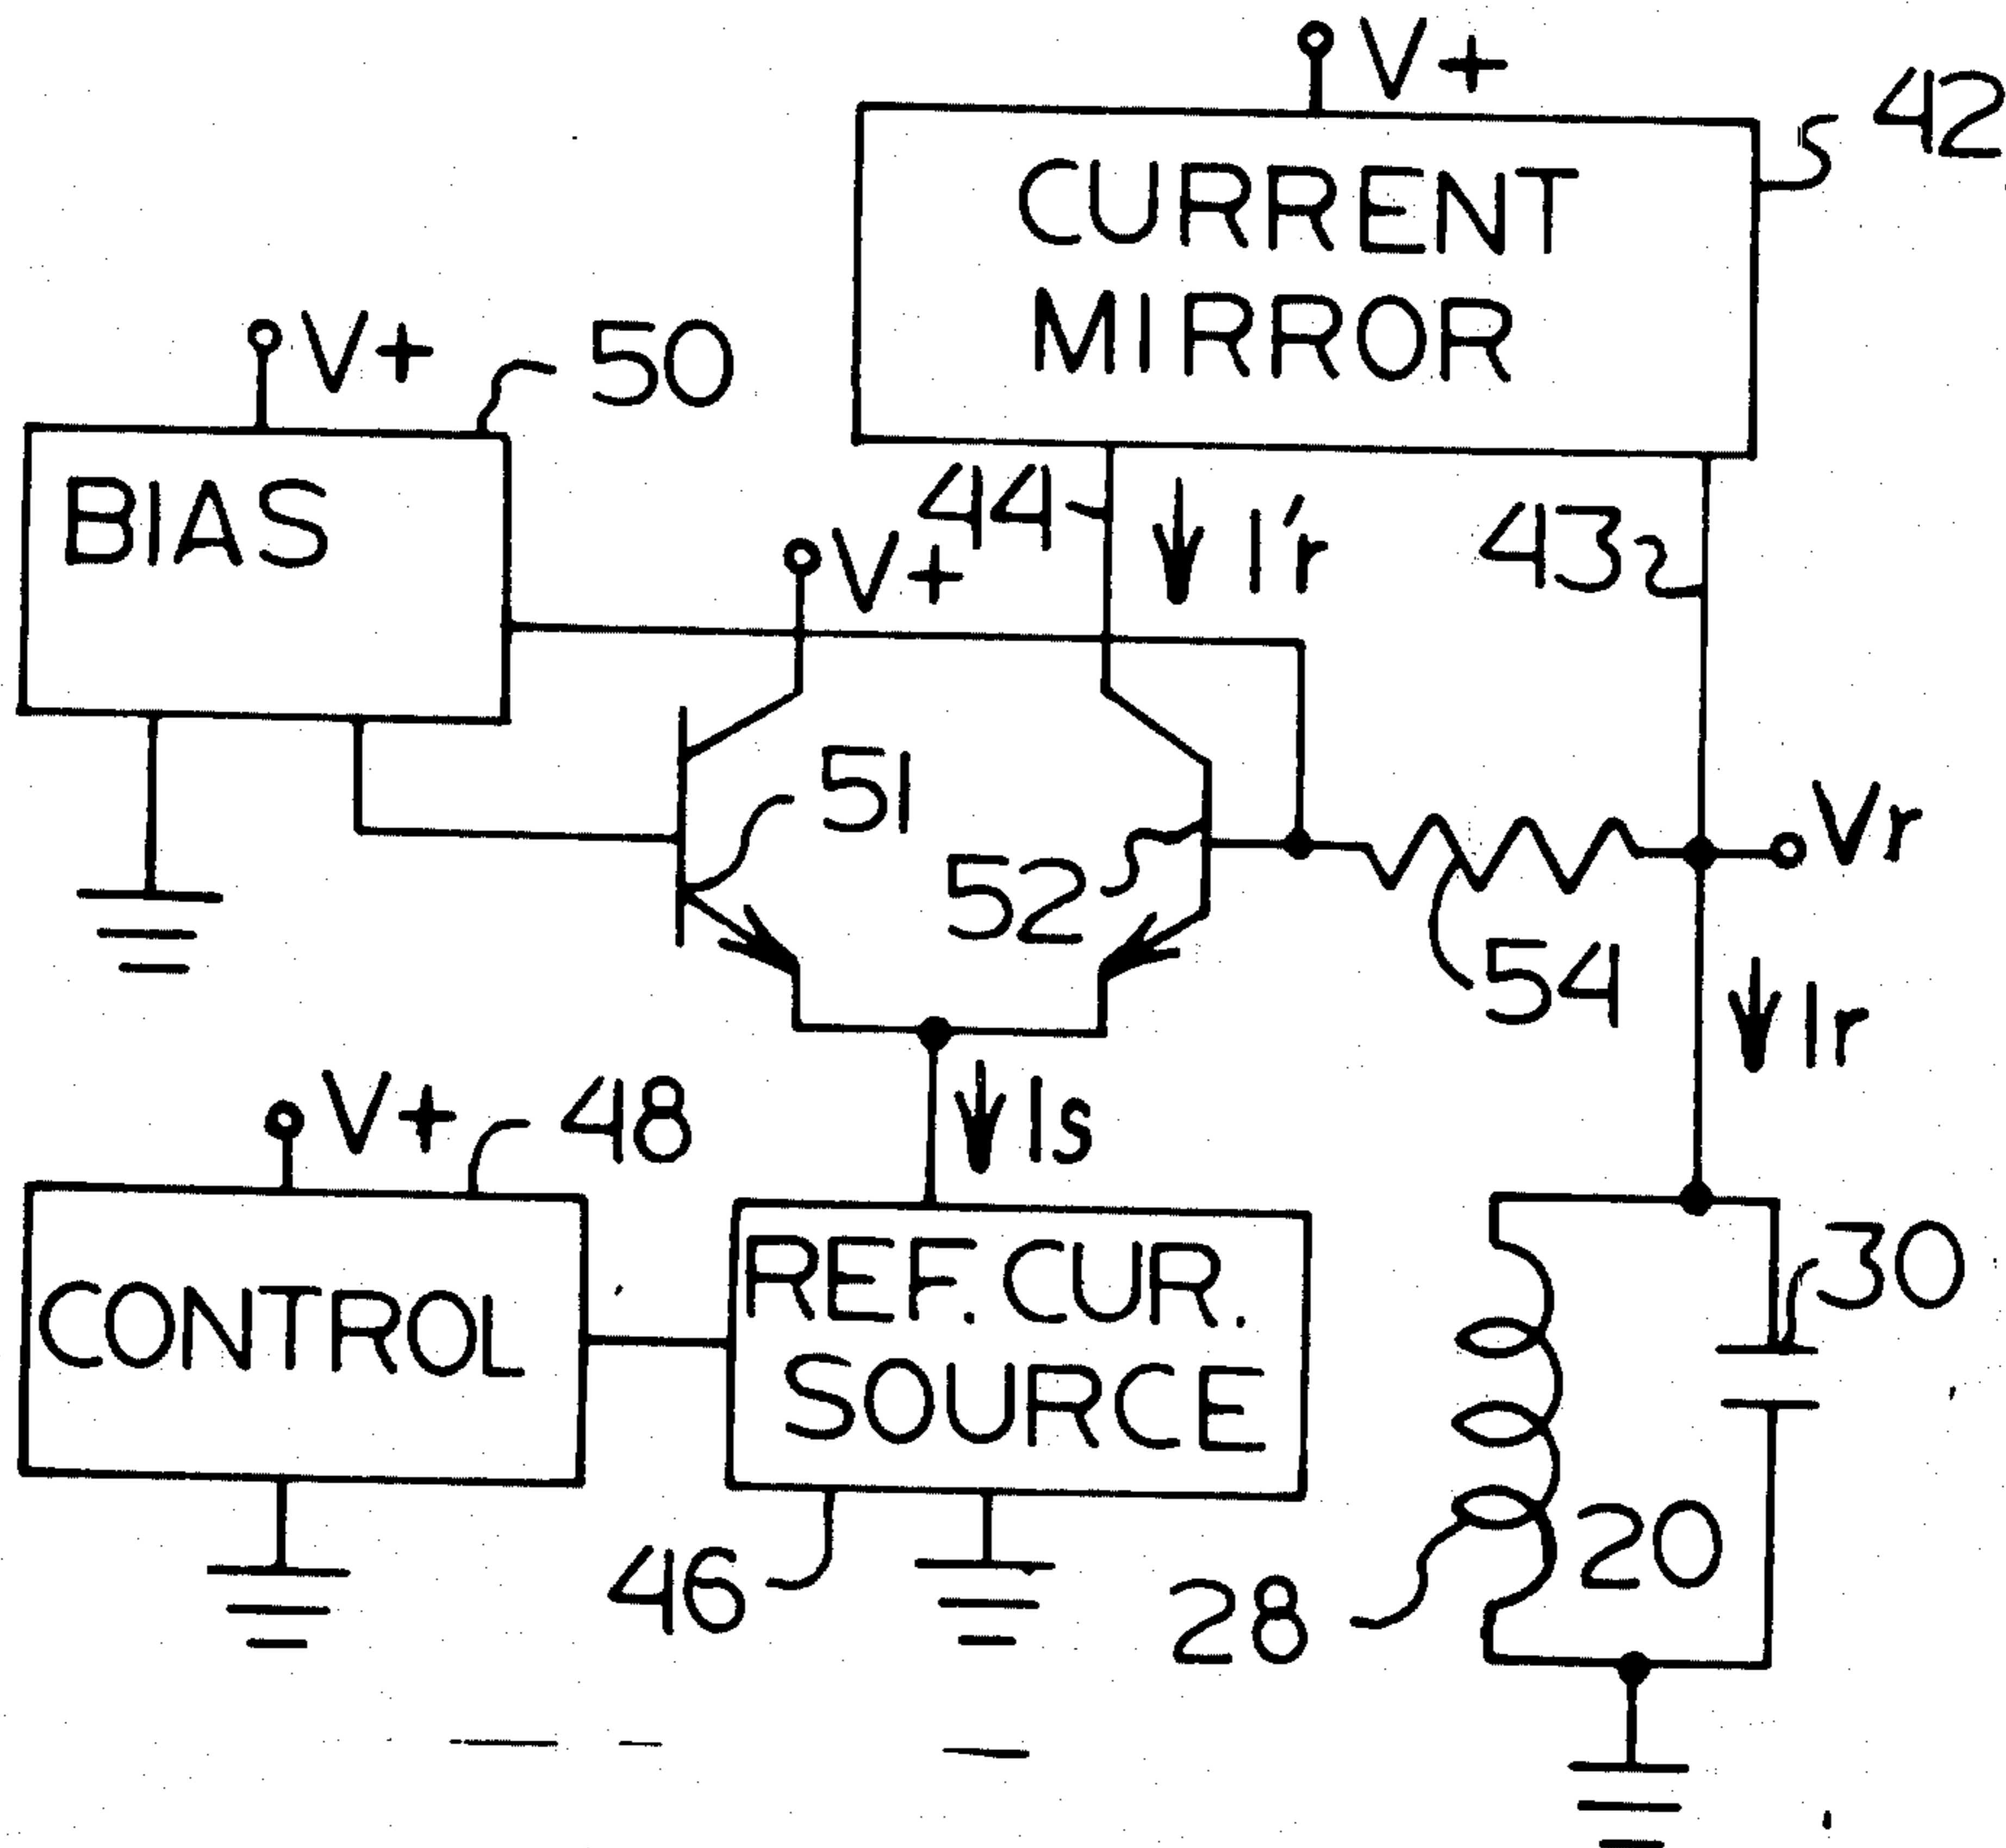 V+
42
CURRENT
MIRROR
V+
50
BIAS
44
I'r
43
V+
51
52
Vr
54
Ir
V+
48
Is
30
CONTROL
REF. CUR.
SOURCE
46
28
20